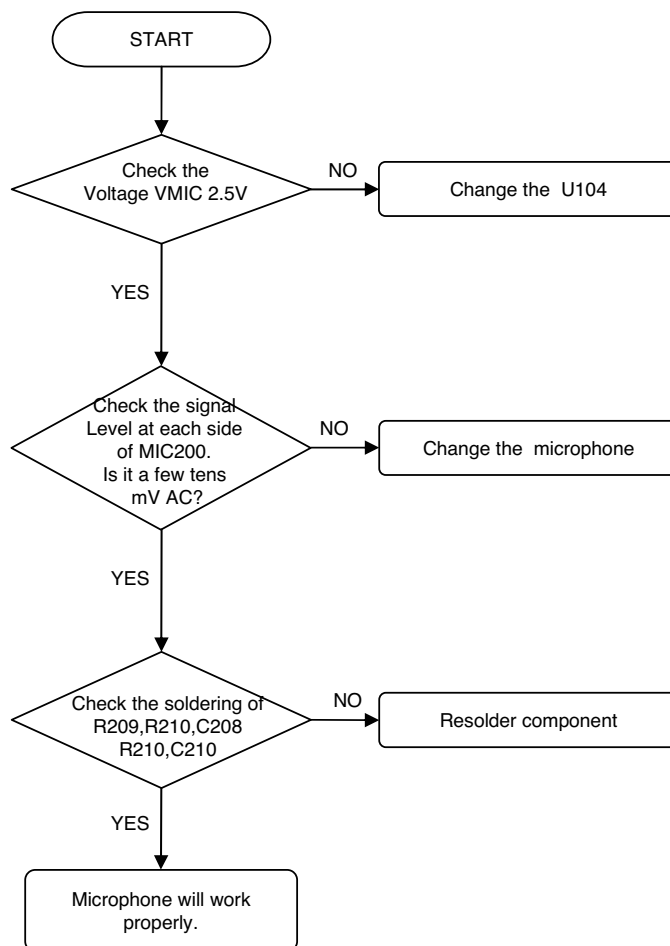 START
Check the
Voltage VMIC 2.5V
NO
Change the U104
YES
Check the signal
Level at each side
of MIC200.
Is it a few tens
mV AC?
NO
Change the microphone
YES
Check the soldering of
R209,R210,C208
R210,C210
NO
Resolder component
YES
Microphone will work
properly.